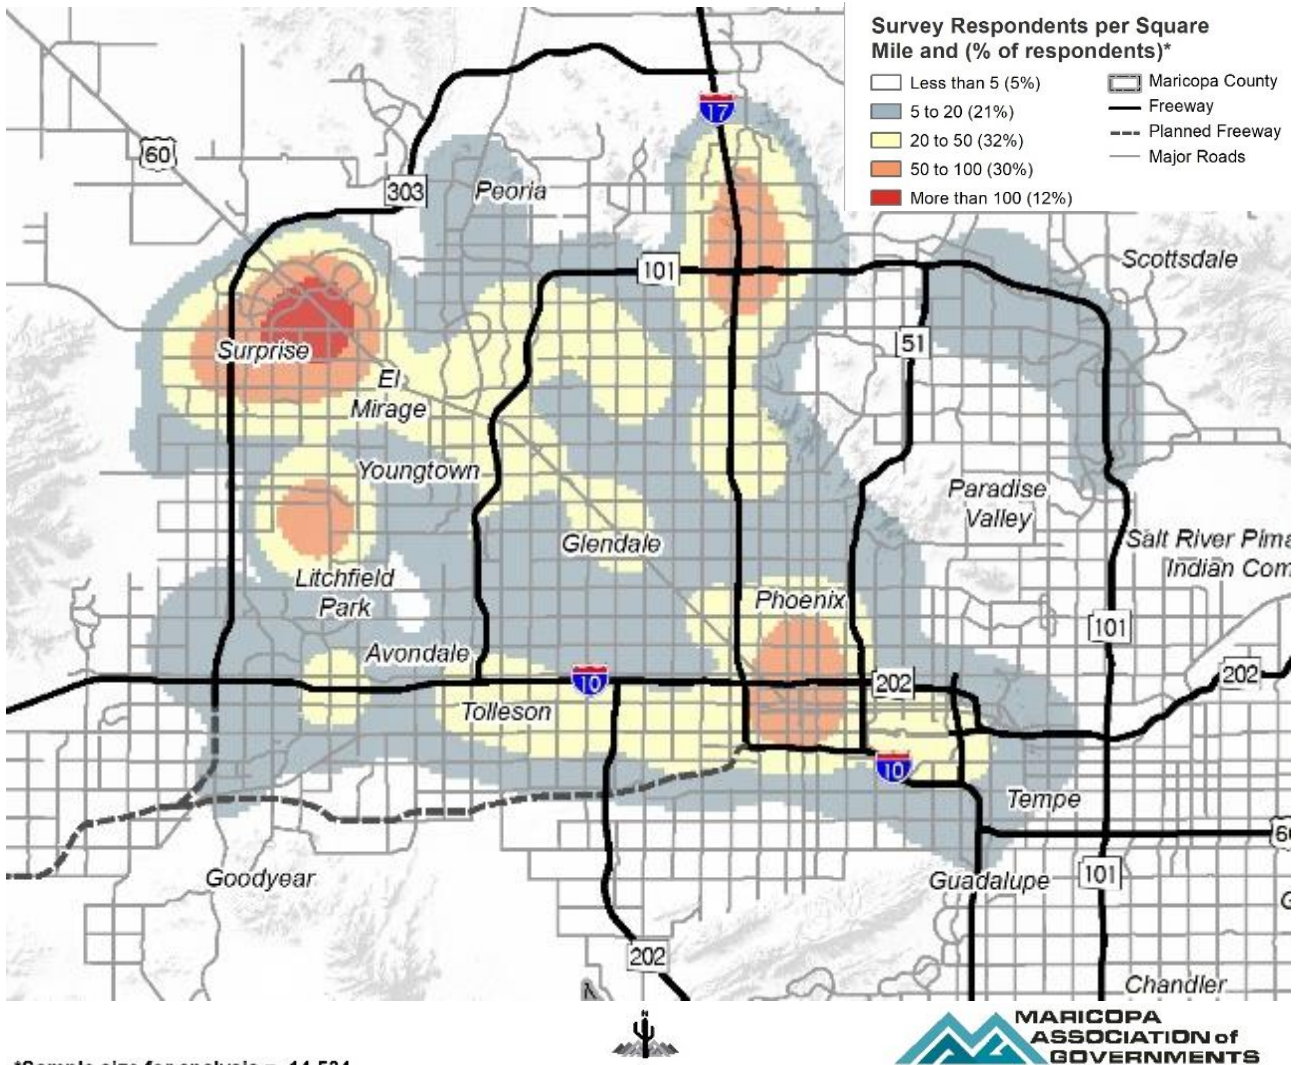 Survey Respondents per Square
Mile and (% of respondents)*
Less than 5 (5%)
5 to 20 (21%)
20 to 50 (32%)
50 to 100 (30%)
More than 100 (12%)
Maricopa County
Freeway
Planned Freeway
Major Roads
17
60
303
Peoria
101
Scottsdale
51
Surprise
El
Mirage
Youngtown
Paradise
Valley
Glendale
Salt River Pima
Indian Com
Litchfield
Park
Phoenix
101
Avondale
10
202
202
Tolleson
10
Tempe
Goodyear
Guadalupe
101
202
Chandler
N
MARICOPA
ASSOCIATION of
GOVERNMENTS